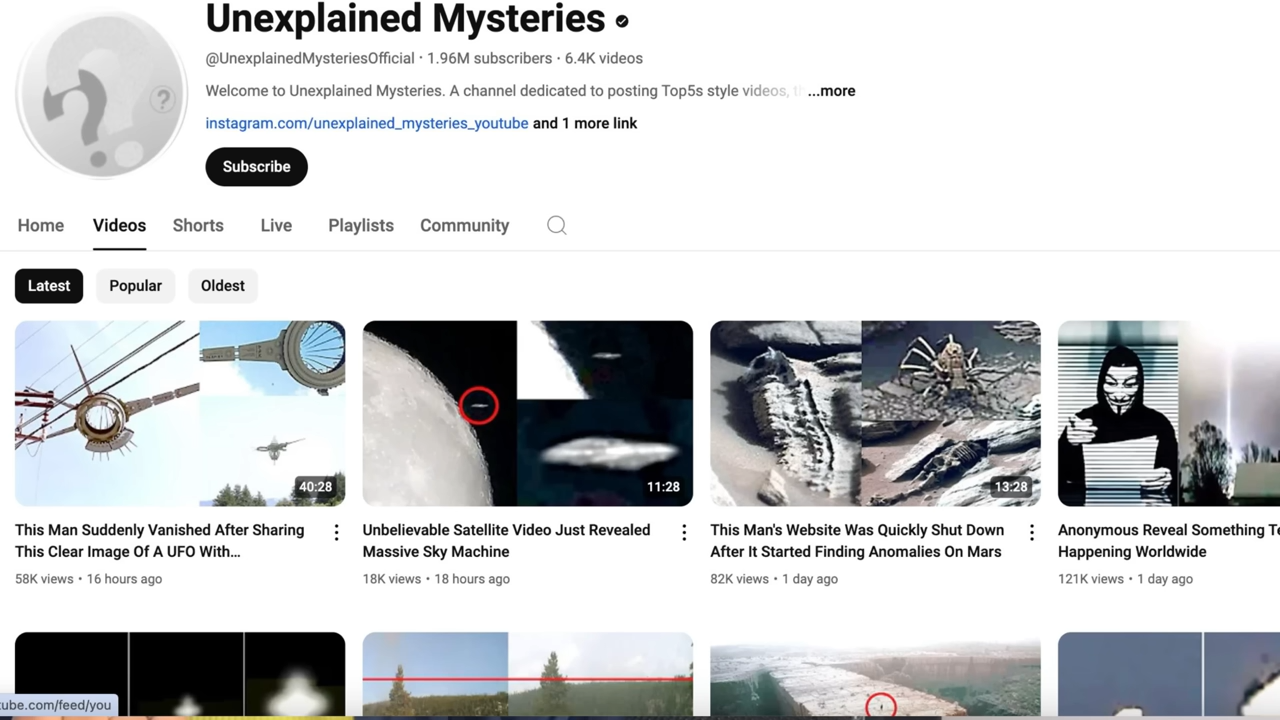 Unexplained Mysteries
@UnexplainedMysteriesOfficial · 1.96M subscribers · 6.4K videos
Welcome to Unexplained Mysteries. A channel dedicated to posting Top5s style videos, ...more
instagram.com/unexplained_mysteries_youtube and 1 more link
Subscribe
Home Videos Shorts Live Playlists Community
Latest Popular Oldest
40:28 11:28 13:28
This Man Suddenly Vanished After Sharing
This Clear Image Of A UFO With...
58K views · 16 hours ago
Unbelievable Satellite Video Just Revealed
Massive Sky Machine
18K views · 18 hours ago
This Man's Website Was Quickly Shut Down
After It Started Finding Anomalies On Mars
82K views · 1 day ago
Anonymous Reveal Something
Happening Worldwide
121K views · 1 day ago
tube.com/feed/you